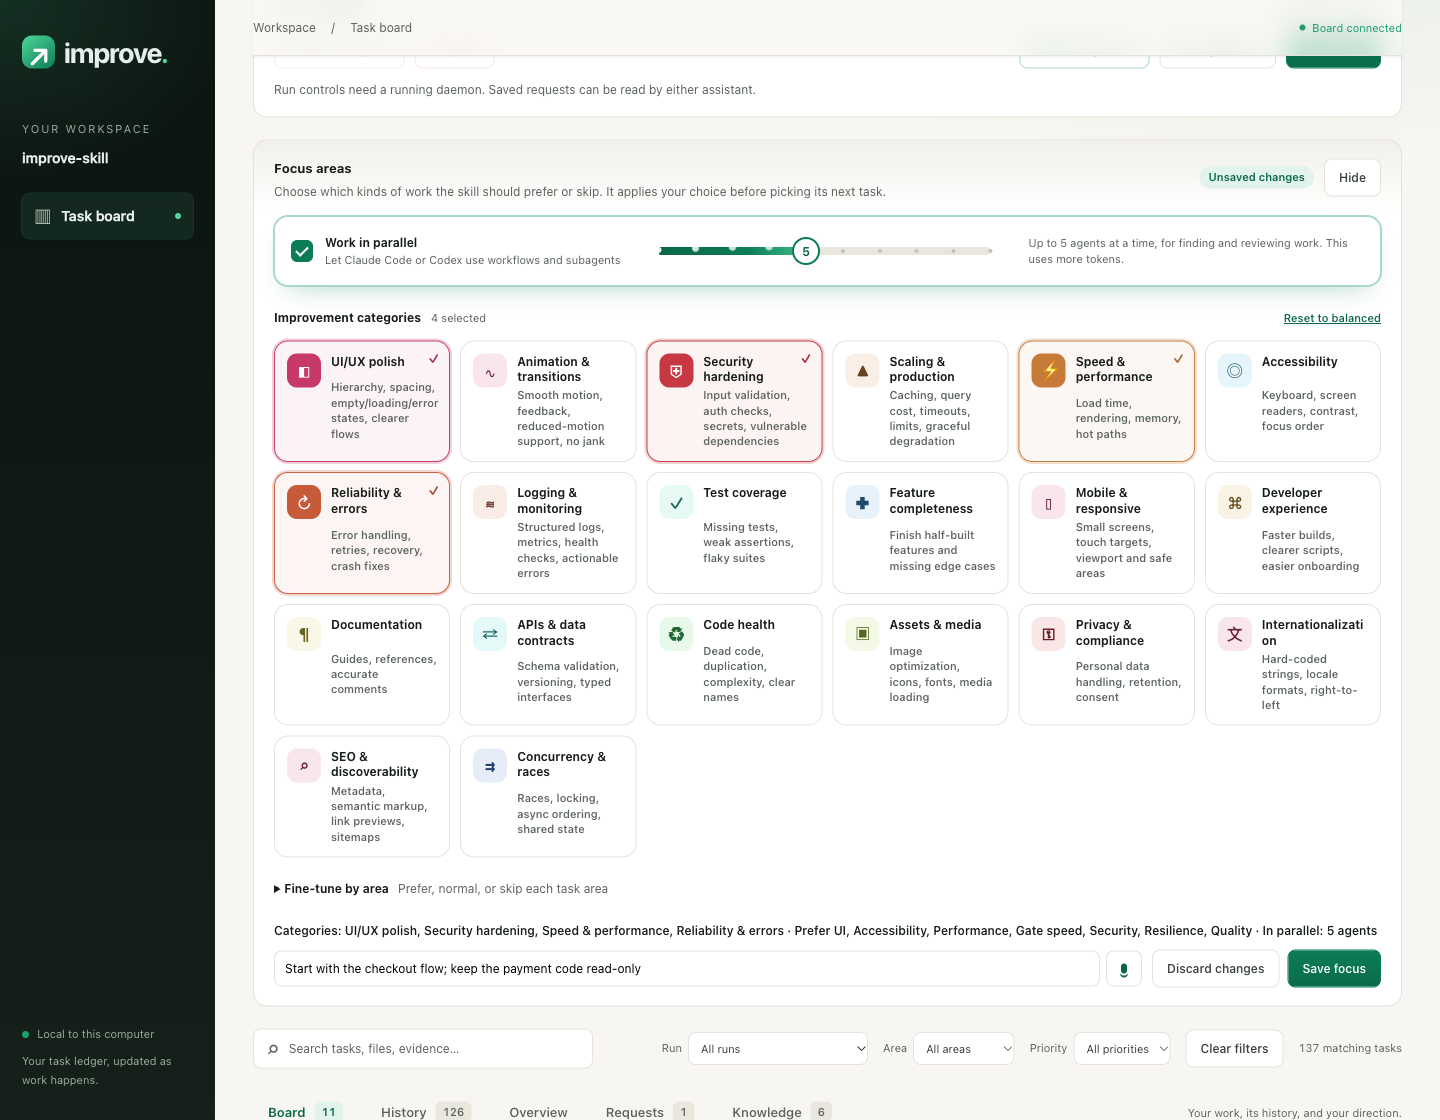 improve.
YOUR WORKSPACE
improve-skill
Task board
Local to this computer
Your task ledger, updated as
work happens.
Workspace / Task board
Board connected
Run controls need a running daemon. Saved requests can be read by either assistant.
Focus areas
Choose which kinds of work the skill should prefer or skip. It applies your choice before picking its next task.
Unsaved changes
Hide
Work in parallel
Let Claude Code or Codex use workflows and subagents
5
Up to 5 agents at a time, for finding and reviewing work. This
uses more tokens.
Improvement categories 4 selected
Reset to balanced
UI/UX polish
Hierarchy, spacing,
empty/loading/error
states, clearer
flows
Animation &
transitions
Smooth motion,
feedback,
reduced-motion
support, no jank
Security
hardening
Input validation,
auth checks,
secrets, vulnerable
dependencies
Scaling &
production
Caching, query
cost, timeouts,
limits, graceful
degradation
Speed &
performance
Load time,
rendering, memory,
hot paths
Accessibility
Keyboard, screen
readers, contrast,
focus order
Reliability &
errors
Error handling,
retries, recovery,
crash fixes
Logging &
monitoring
Structured logs,
metrics, health
checks, actionable
errors
Test coverage
Missing tests,
weak assertions,
flaky suites
Feature
completeness
Finish half-built
features and
missing edge cases
Mobile &
responsive
Small screens,
touch targets,
viewport and safe
areas
Developer
experience
Faster builds,
clearer scripts,
easier onboarding
¶
Documentation
Guides, references,
accurate
comments
APIs & data
contracts
Schema validation,
versioning, typed
interfaces
Code health
Dead code,
duplication,
complexity, clear
names
Assets & media
Image
optimization,
icons, fonts, media
loading
Privacy &
compliance
Personal data
handling, retention,
consent
文
Internationalizati
on
Hard-coded
strings, locale
formats, right-to-
left
SEO &
discoverability
Metadata,
semantic markup,
link previews,
sitemaps
Concurrency &
races
Races, locking,
async ordering,
shared state
Fine-tune by area Prefer, normal, or skip each task area
Categories: UI/UX polish, Security hardening, Speed & performance, Reliability & errors · Prefer UI, Accessibility, Performance, Gate speed, Security, Resilience, Quality · In parallel: 5 agents
Start with the checkout flow; keep the payment code read-only
Discard changes
Save focus
Search tasks, files, evidence...
Run All runs
Area All areas
Priority All priorities
Clear filters
137 matching tasks
Board 11
History 126
Overview
Requests 1
Knowledge 6
Your work, its history, and your direction.